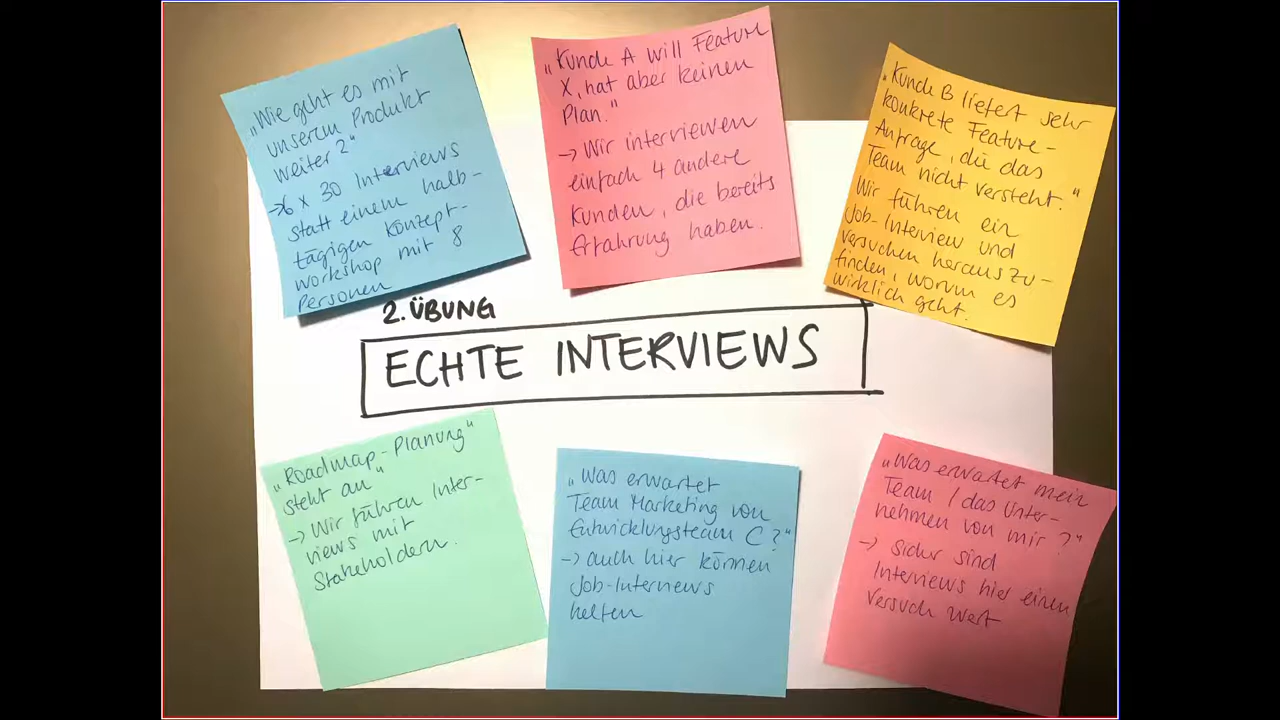 „Wie geht es mit
unserem Produkt
weiter?"
→ 6 x 30 Interviews
statt einem halb-
tägigen Konzept-
workshop mit 8
Personen
„Kunde A will Feature
X, hat aber keinen
Plan."
→ Wir interviewen
einfach 4 andere
Kunden, die bereits
Erfahrung haben.
„Kunde B liefert sehr
konkrete Feature-
Anfrage, die das
Team nicht versteht."
Wir führen ein
Job-Interview und
versuchen herauszu-
finden, worum es
wirklich geht.
2. ÜBUNG
ECHTE INTERVIEWS
„Roadmap-Planung"
steht an"
→ Wir führen Inter-
views mit
Stakeholdern.
„Was erwartet
Team Marketing von
Entwicklungsteam C?"
→ auch hier können
Job-Interviews
helfen
„Was erwartet mein
Team / das Unter-
nehmen von mir?"
→ sicher sind
Interviews hier einen
Versuch wert